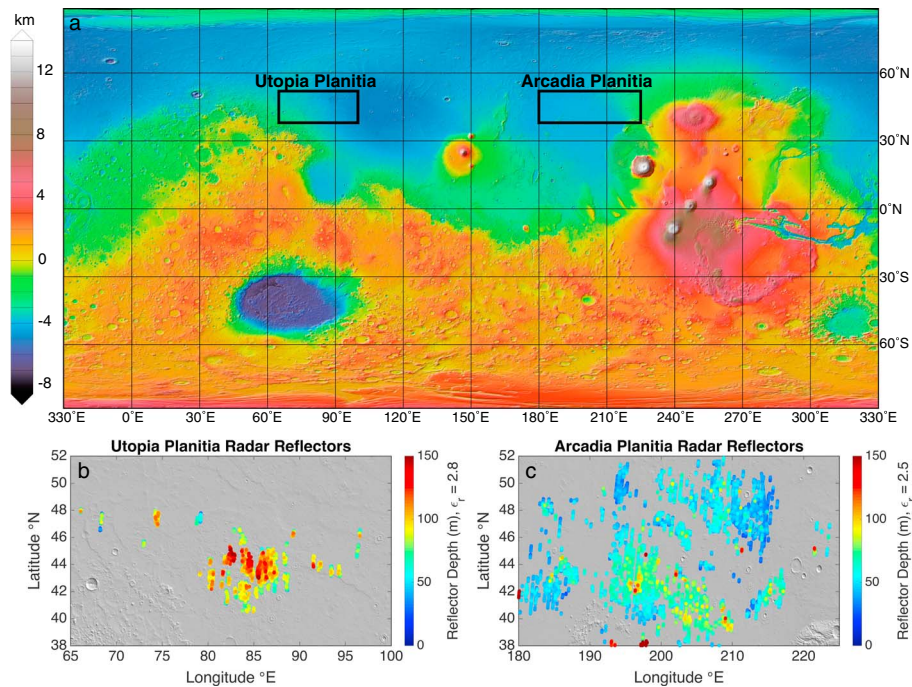 km
a
12
8
4
0
-4
-8
Utopia Planitia
Arcadia Planitia
60°N
30°N
0°N
30°S
60°S
330°E 0°E 30°E 60°E 90°E 120°E 150°E 180°E 210°E 240°E 270°E 300°E 330°E
Utopia Planitia Radar Reflectors
b
52
50
48
46
44
42
40
38
Latitude °N
65 70 75 80 85 90 95 100
Longitude °E
150
100
50
0
Reflector Depth (m), ϵr = 2.8
Arcadia Planitia Radar Reflectors
c
52
50
48
46
44
42
40
38
Latitude °N
180 190 200 210 220
Longitude °E
150
100
50
0
Reflector Depth (m), ϵr = 2.5